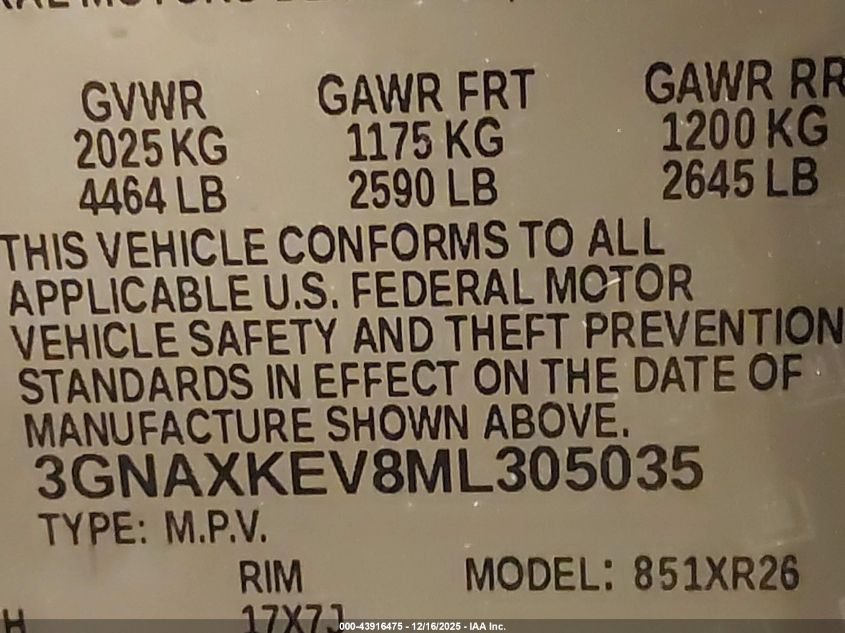 GVWR GAWR FRT GAWR RR
2025 KG 1175 KG 1200 KG
4464 LB 2590 LB 2645 LB
THIS VEHICLE CONFORMS TO ALL
APPLICABLE U.S. FEDERAL MOTOR
VEHICLE SAFETY AND THEFT PREVENTION
STANDARDS IN EFFECT ON THE DATE OF
MANUFACTURE SHOWN ABOVE.
3GNAXKEV8ML305035
TYPE: M.P.V.
RIM MODEL: 851XR26
H 17X7J
000-43916475 - 12/16/2025 - IAA Inc.